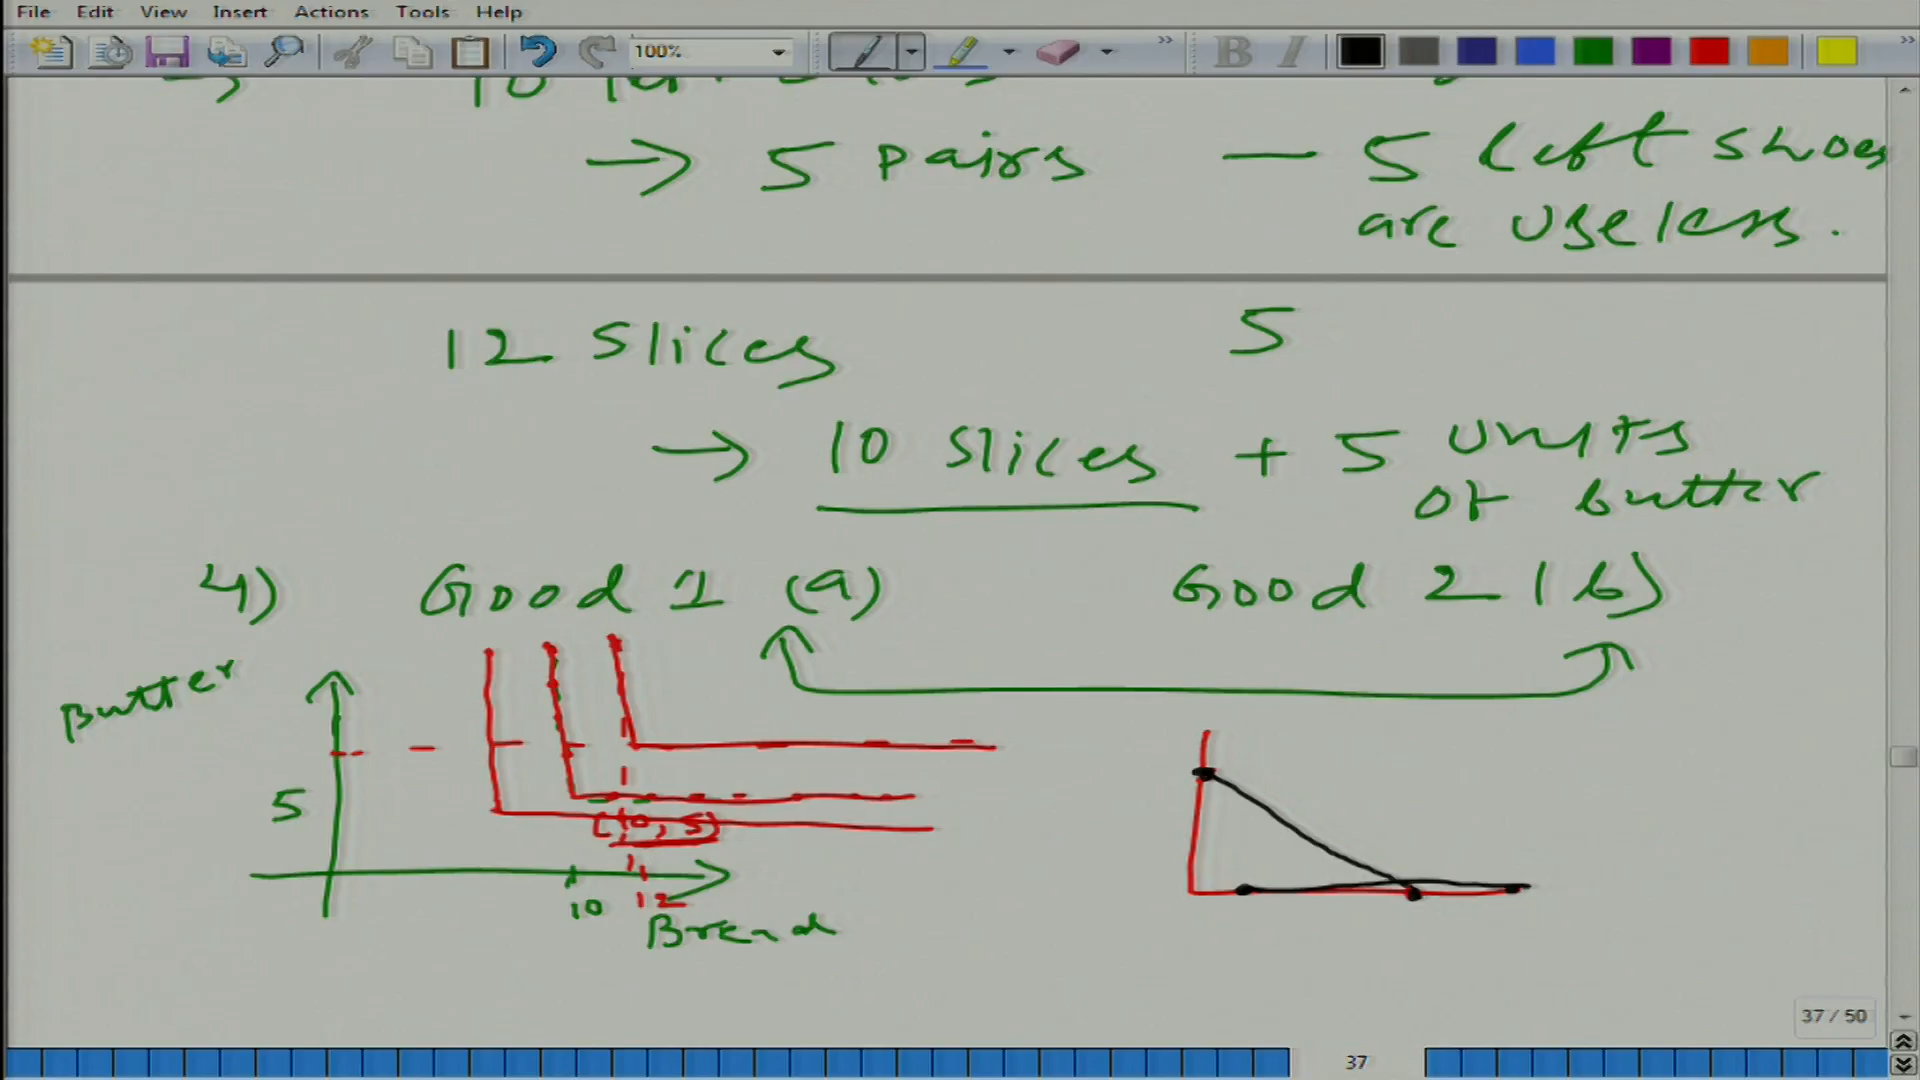 File Edit View Insert Actions Tools Help
100% B I
→ 5 pairs — 5 left shoes
are useless.
12 Slices 5
→ 10 slices + 5 units
of butter
4) Good 1 (a) Good 2 (b)
Butter
5
(10, 5)
10 12
Bread
37 / 50
37